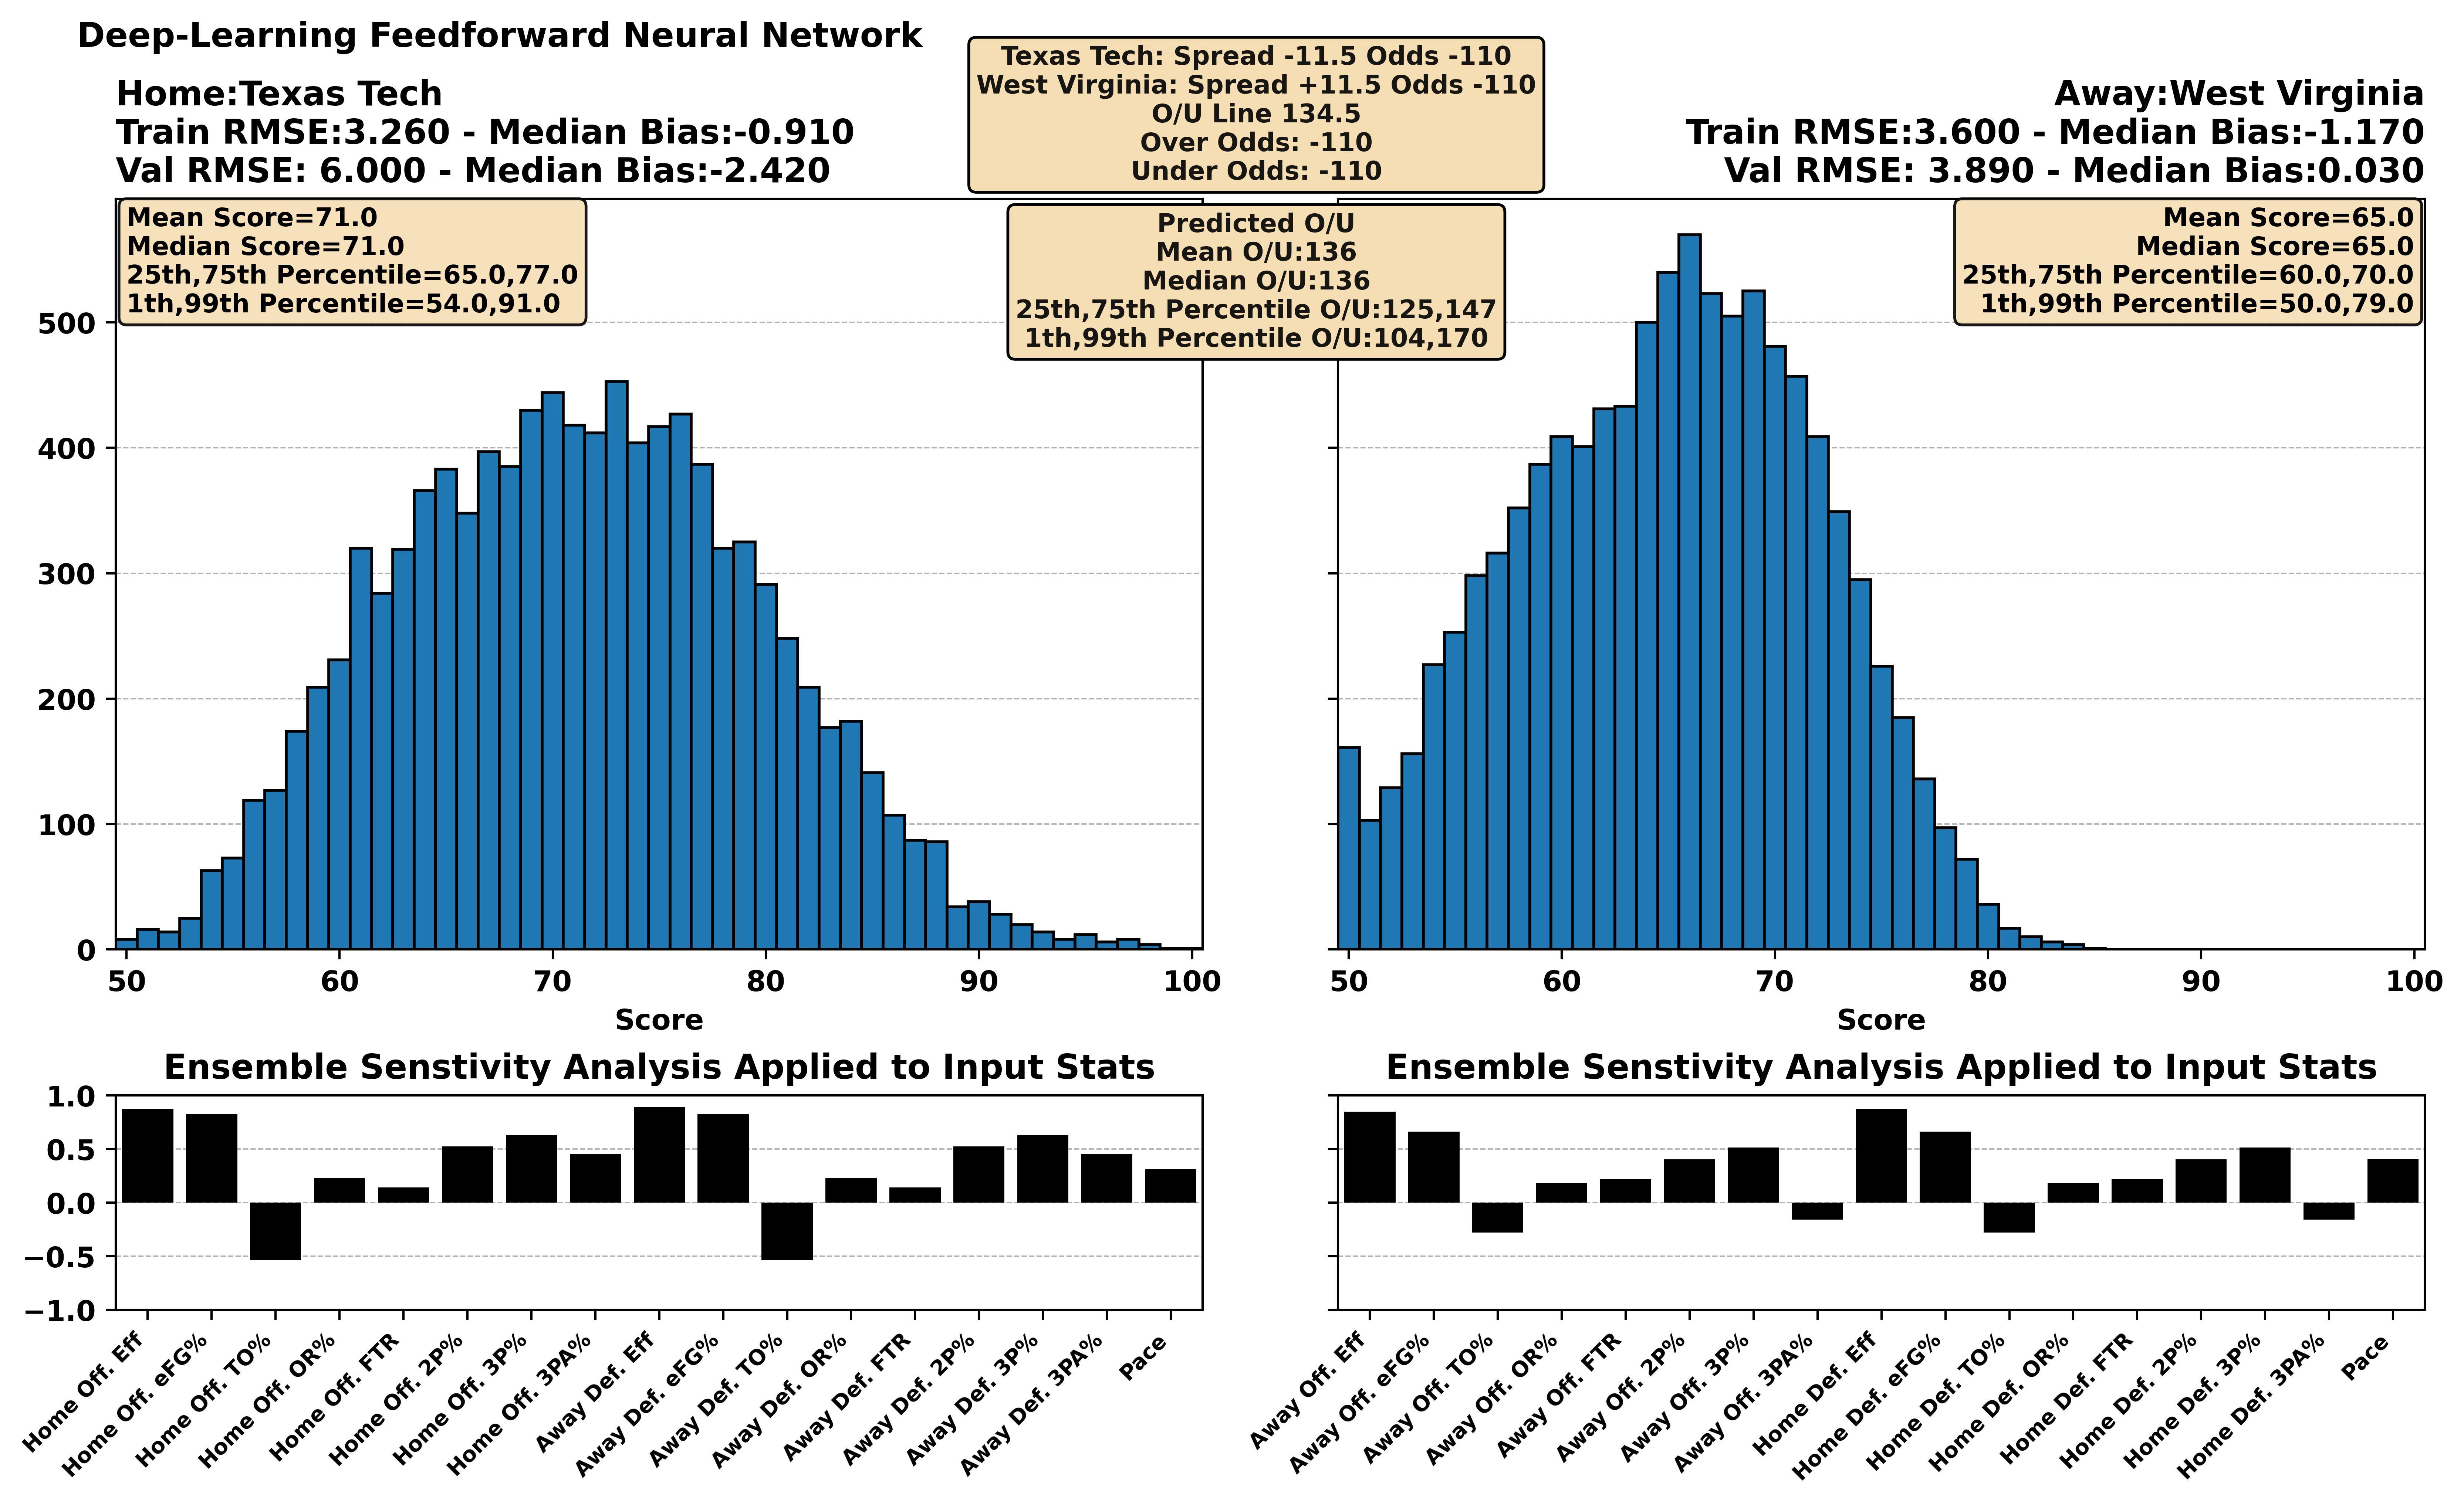 Deep-Learning Feedforward Neural Network
Home:Texas Tech
Train RMSE:3.260 - Median Bias:-0.910
Val RMSE: 6.000 - Median Bias:-2.420
Texas Tech: Spread -11.5 Odds -110
West Virginia: Spread +11.5 Odds -110
O/U Line 134.5
Over Odds: -110
Under Odds: -110
Away:West Virginia
Train RMSE:3.600 - Median Bias:-1.170
Val RMSE: 3.890 - Median Bias:0.030
Mean Score=71.0
Median Score=71.0
25th,75th Percentile=65.0,77.0
1th,99th Percentile=54.0,91.0
Predicted O/U
Mean O/U:136
Median O/U:136
25th,75th Percentile O/U:125,147
1th,99th Percentile O/U:104,170
Mean Score=65.0
Median Score=65.0
25th,75th Percentile=60.0,70.0
1th,99th Percentile=50.0,79.0
500
400
300
200
100
0
50 60 70 80 90 100
Score
50 60 70 80 90 100
Score
Ensemble Senstivity Analysis Applied to Input Stats
1.0
0.5
0.0
−0.5
−1.0
Home Off. Eff
Home Off. eFG%
Home Off. TO%
Home Off. OR%
Home Off. FTR
Home Off. 2P%
Home Off. 3P%
Home Off. 3PA%
Away Def. Eff
Away Def. eFG%
Away Def. TO%
Away Def. OR%
Away Def. FTR
Away Def. 2P%
Away Def. 3P%
Away Def. 3PA%
Pace
Ensemble Senstivity Analysis Applied to Input Stats
Away Off. Eff
Away Off. eFG%
Away Off. TO%
Away Off. OR%
Away Off. FTR
Away Off. 2P%
Away Off. 3P%
Away Off. 3PA%
Home Def. Eff
Home Def. eFG%
Home Def. TO%
Home Def. OR%
Home Def. FTR
Home Def. 2P%
Home Def. 3P%
Home Def. 3PA%
Pace